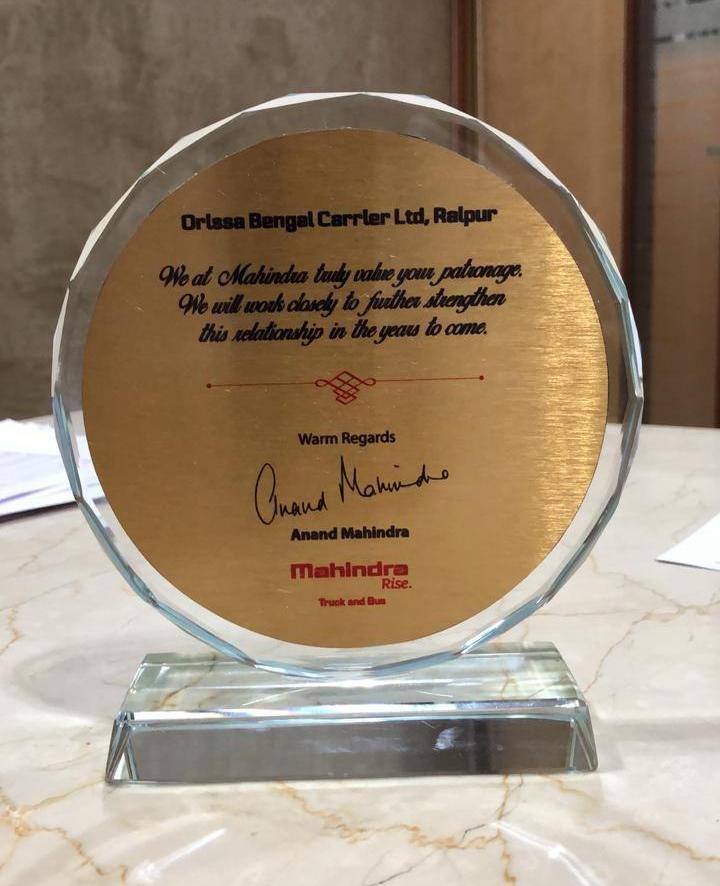 Orissa Bengal Carrier Ltd, Raipur
We at Mahindra truly value your patronage.
We will work closely to further strengthen
this relationship in the years to come.
Warm Regards
Anand Mahindra
Anand Mahindra
Mahindra
Rise.
Truck and Bus